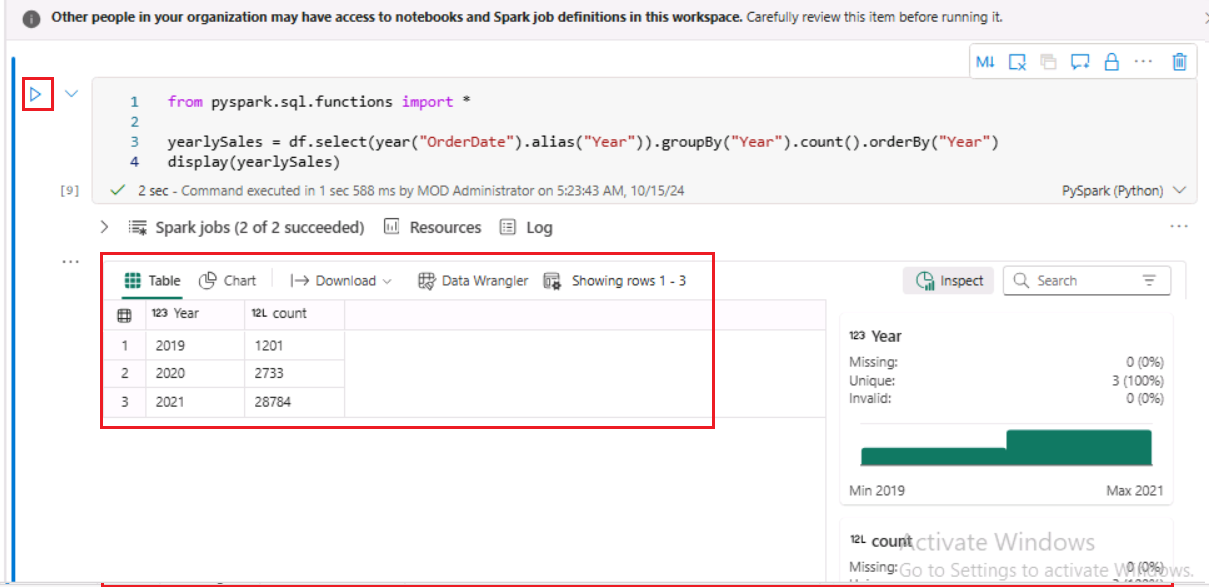 Other people in your organization may have access to notebooks and Spark job definitions in this workspace. Carefully review this item before running it.
M↓
1 from pyspark.sql.functions import *
2
3 yearlySales = df.select(year("OrderDate").alias("Year")).groupBy("Year").count().orderBy("Year")
4 display(yearlySales)
[9] 2 sec - Command executed in 1 sec 588 ms by MOD Administrator on 5:23:43 AM, 10/15/24 PySpark (Python)
Spark jobs (2 of 2 succeeded) Resources Log
Table Chart Download Data Wrangler Showing rows 1 - 3 Inspect Search
123 Year 12L count
1 2019 1201
2 2020 2733
3 2021 28784
123 Year
Missing: 0 (0%)
Unique: 3 (100%)
Invalid: 0 (0%)
Min 2019 Max 2021
12L count
Activate Windows
Missing: 0 (0%)
Go to Settings to activate Windows.